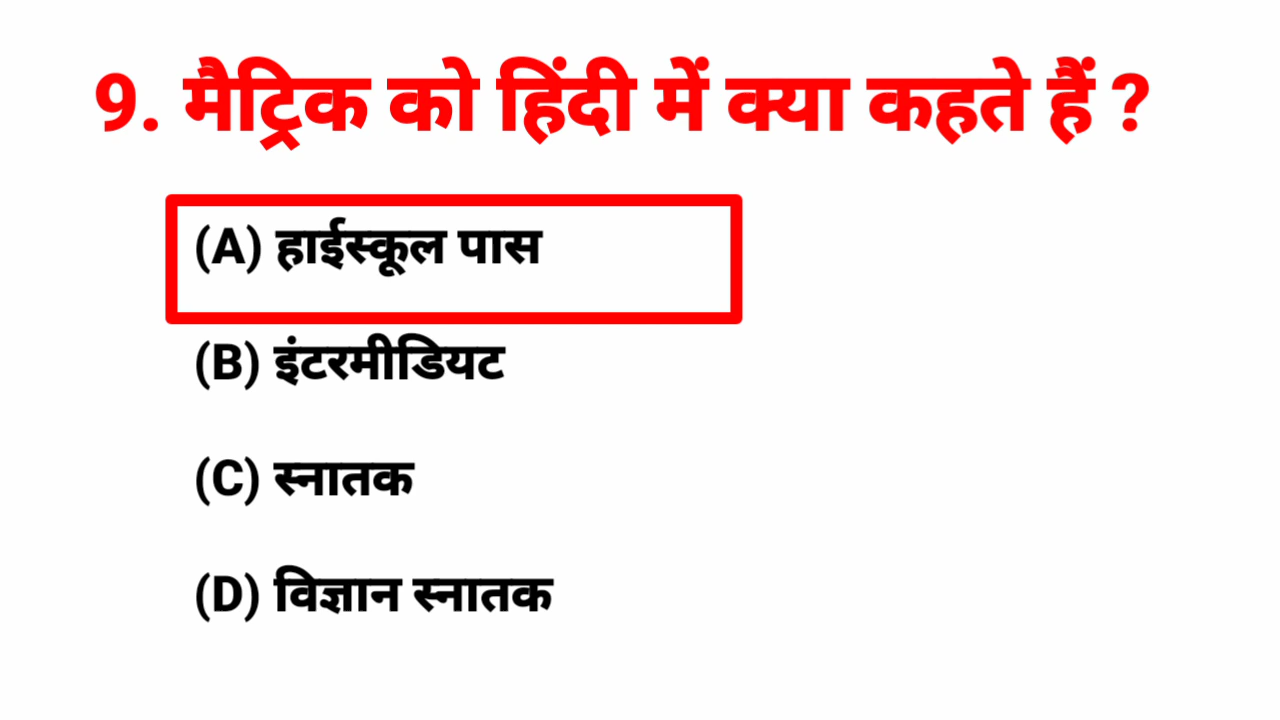 9. मैट्रिक को हिंदी में क्या कहते हैं ?
(A) हाईस्कूल पास
(B) इंटरमीडियट
(C) स्नातक
(D) विज्ञान स्नातक